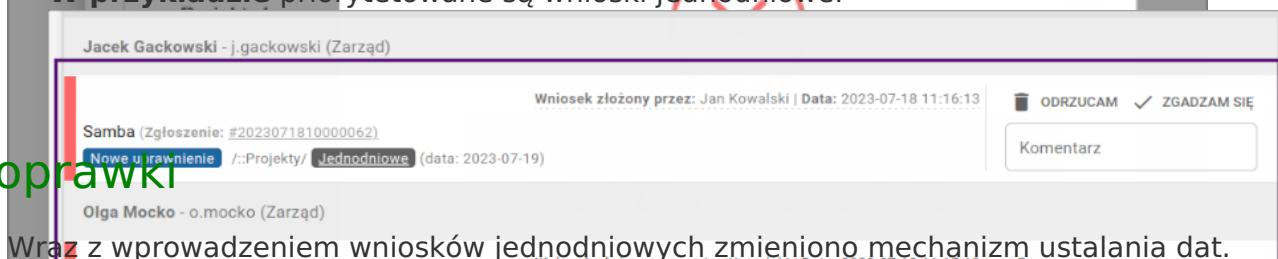 W przykładzie priorytetowane są wnioski jednodniowe.
Jacek Gackowski - j.gackowski (Zarząd)
Wniosek złożony przez: Jan Kowalski | Data: 2023-07-18 11:16:13
ODRZUCAM ZGADZAM SIĘ
Samba (Zgłoszenie: #2023071810000062)
Komentarz
Nowe uprawnienie /::Projekty/ Jednodniowe (data: 2023-07-19)
oprawki
Olga Mocko - o.mocko (Zarząd)
Wraz z wprowadzeniem wniosków jednodniowych zmieniono mechanizm ustalania dat.